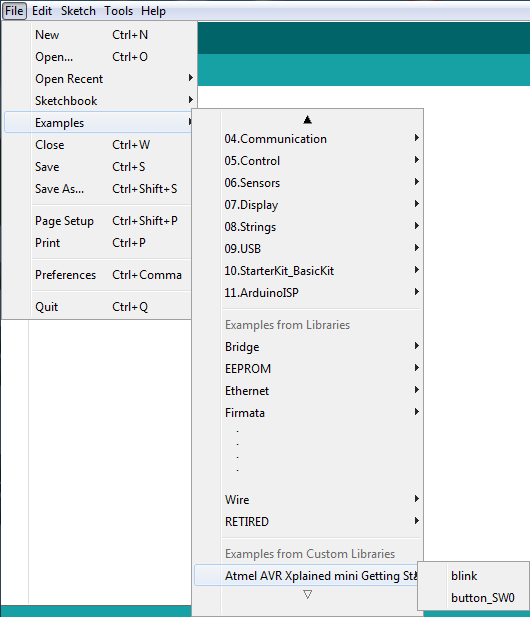 File Edit Sketch Tools Help
New Ctrl+N
Open... Ctrl+O
Open Recent
Sketchbook
Examples
Close Ctrl+W
Save Ctrl+S
Save As... Ctrl+Shift+S
Page Setup Ctrl+Shift+P
Print Ctrl+P
Preferences Ctrl+Comma
Quit Ctrl+Q
04.Communication
05.Control
06.Sensors
07.Display
08.Strings
09.USB
10.StarterKit_BasicKit
11.ArduinoISP
Examples from Libraries
Bridge
EEPROM
Ethernet
Firmata
.
.
.
.
Wire
RETIRED
Examples from Custom Libraries
Atmel AVR Xplained mini Getting
blink
button_SW0